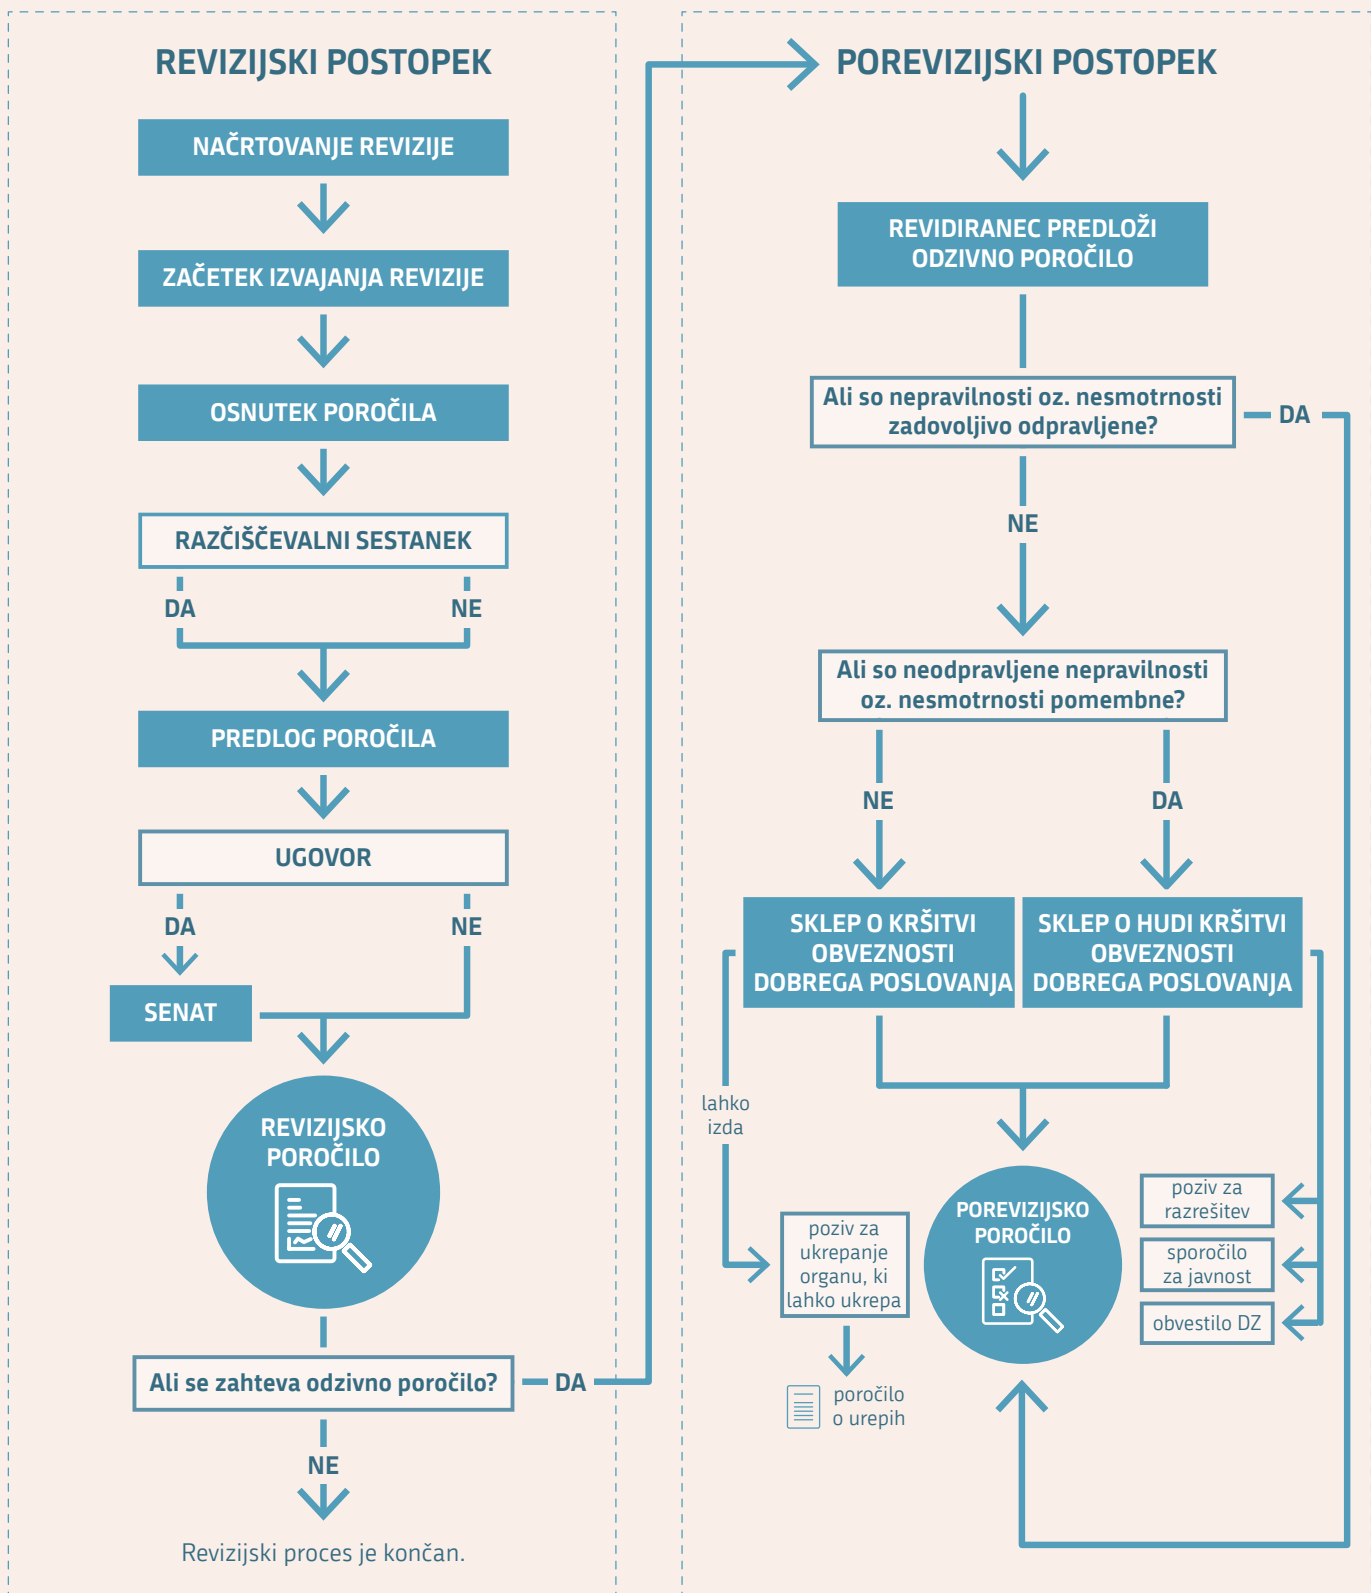 REVIZIJSKI POSTOPEK
NAČRTOVANJE REVIZIJE
ZAČETEK IZVAJANJA REVIZIJE
OSNUTEK POROČILA
RAZČIŠČEVALNI SESTANEK
DA
NE
PREDLOG POROČILA
UGOVOR
DA
NE
SENAT
REVIZIJSKO
POROČILO
Ali se zahteva odzivno poročilo?
DA
NE
Revizijski proces je končan.
POREVIZIJSKI POSTOPEK
REVIDIRANEC PREDLOŽI
ODZIVNO POROČILO
Ali so nepravilnosti oz. nesmotrnosti
zadovoljivo odpravljene?
DA
NE
Ali so neodpravljene nepravilnosti
oz. nesmotrnosti pomembne?
NE
DA
SKLEP O KRŠITVI
OBVEZNOSTI
DOBREGA POSLOVANJA
SKLEP O HUDI KRŠITVI
OBVEZNOSTI
DOBREGA POSLOVANJA
lahko
izda
poziv za
ukrepanje
organu, ki
lahko ukrepa
poročilo
o urepih
POREVIZIJSKO
POROČILO
poziv za
razrešitev
sporočilo
za javnost
obvestilo DZ